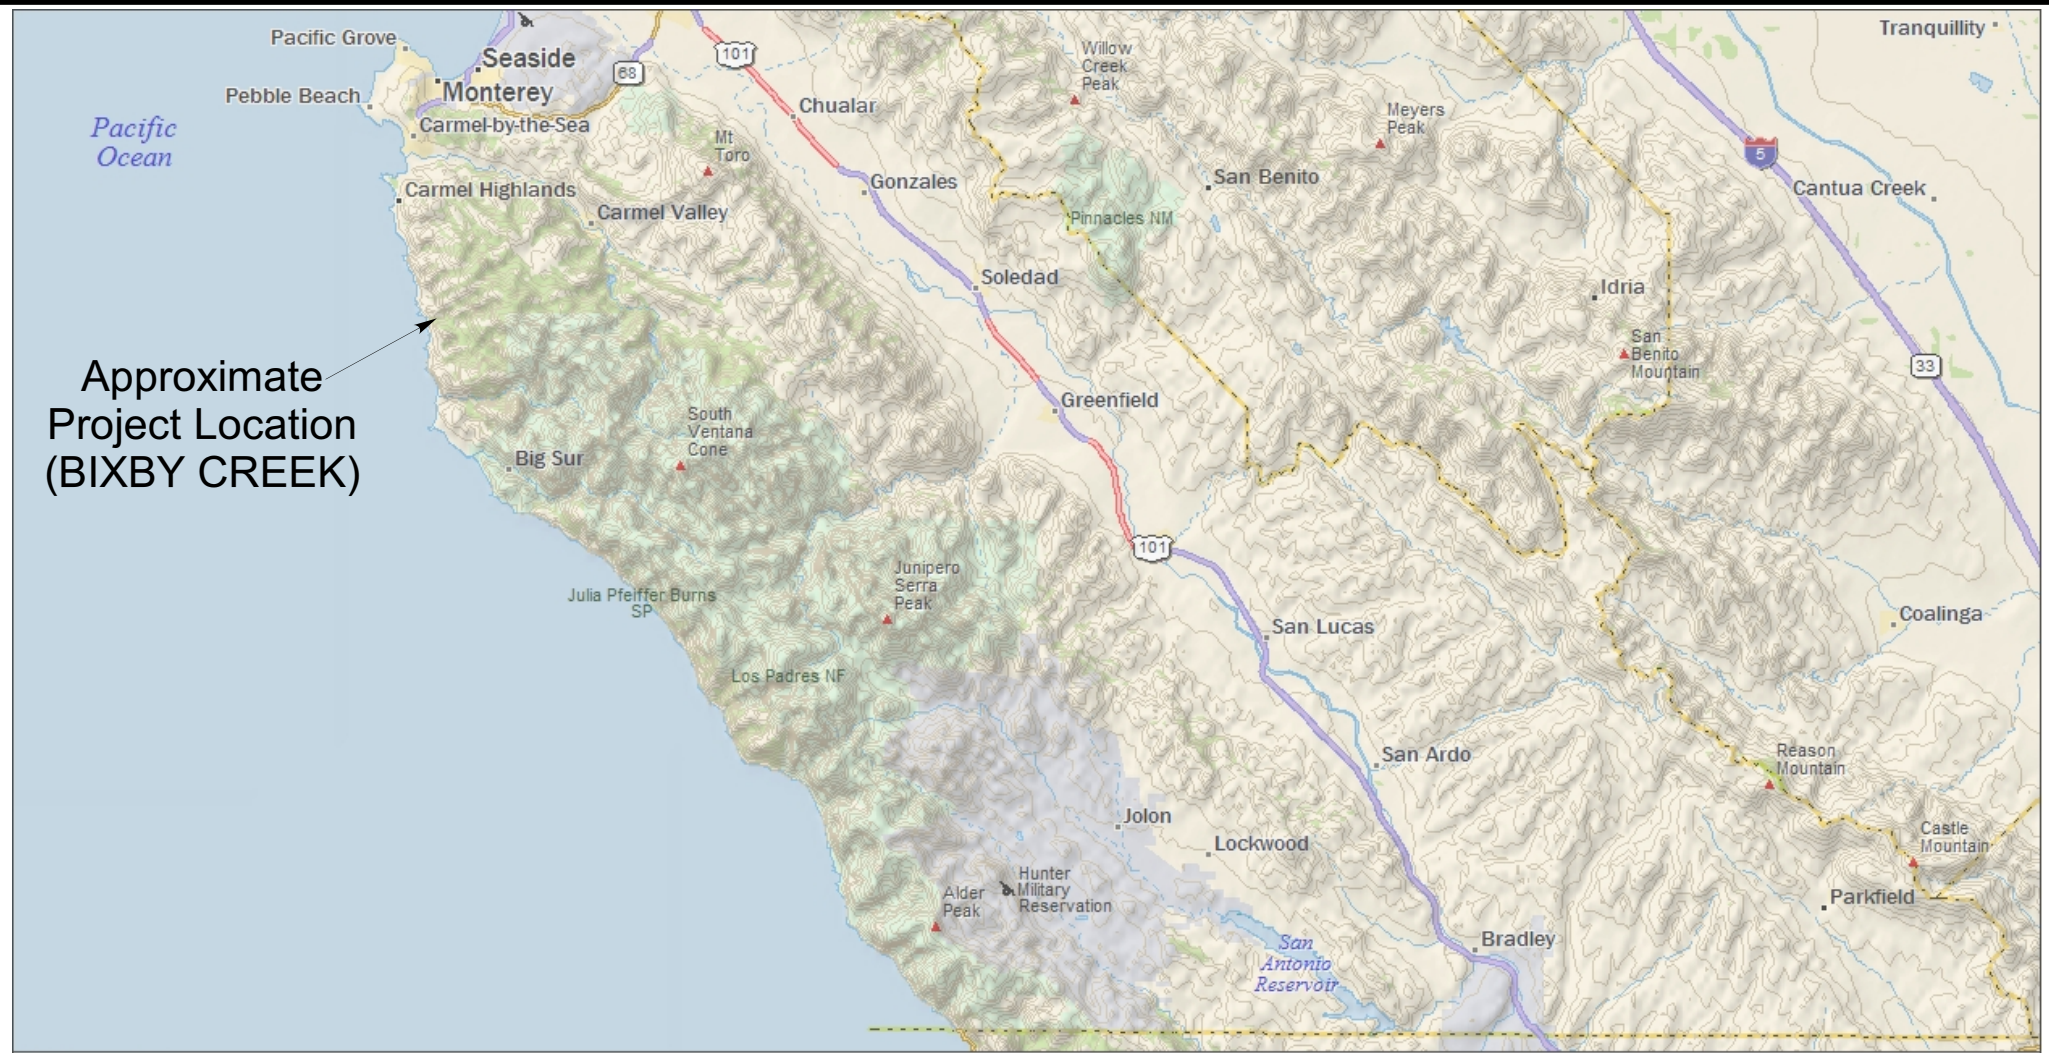 Pacific Grove
Seaside
Monterey
Pebble Beach
Carmel-by-the-Sea
Pacific
Ocean
68
101
Chualar
Mt
Toro
Gonzales
Carmel Highlands
Carmel Valley
Willow
Creek
Peak
Meyers
Peak
San Benito
Pinnacles NM
Tranquillity
5
Cantua Creek
Soledad
Idria
San
Benito
Mountain
33
Approximate
Project Location
(BIXBY CREEK)
Greenfield
South
Ventana
Cone
Big Sur
101
Junipero
Serra
Peak
Julia Pfeiffer Burns
SP
Coalinga
San Lucas
Los Padres NF
San Ardo
Reason
Mountain
Jolon
Lockwood
Castle
Mountain
Hunter
Military
Reservation
Alder
Peak
Parkfield
Bradley
San
Antonio
Reservoir